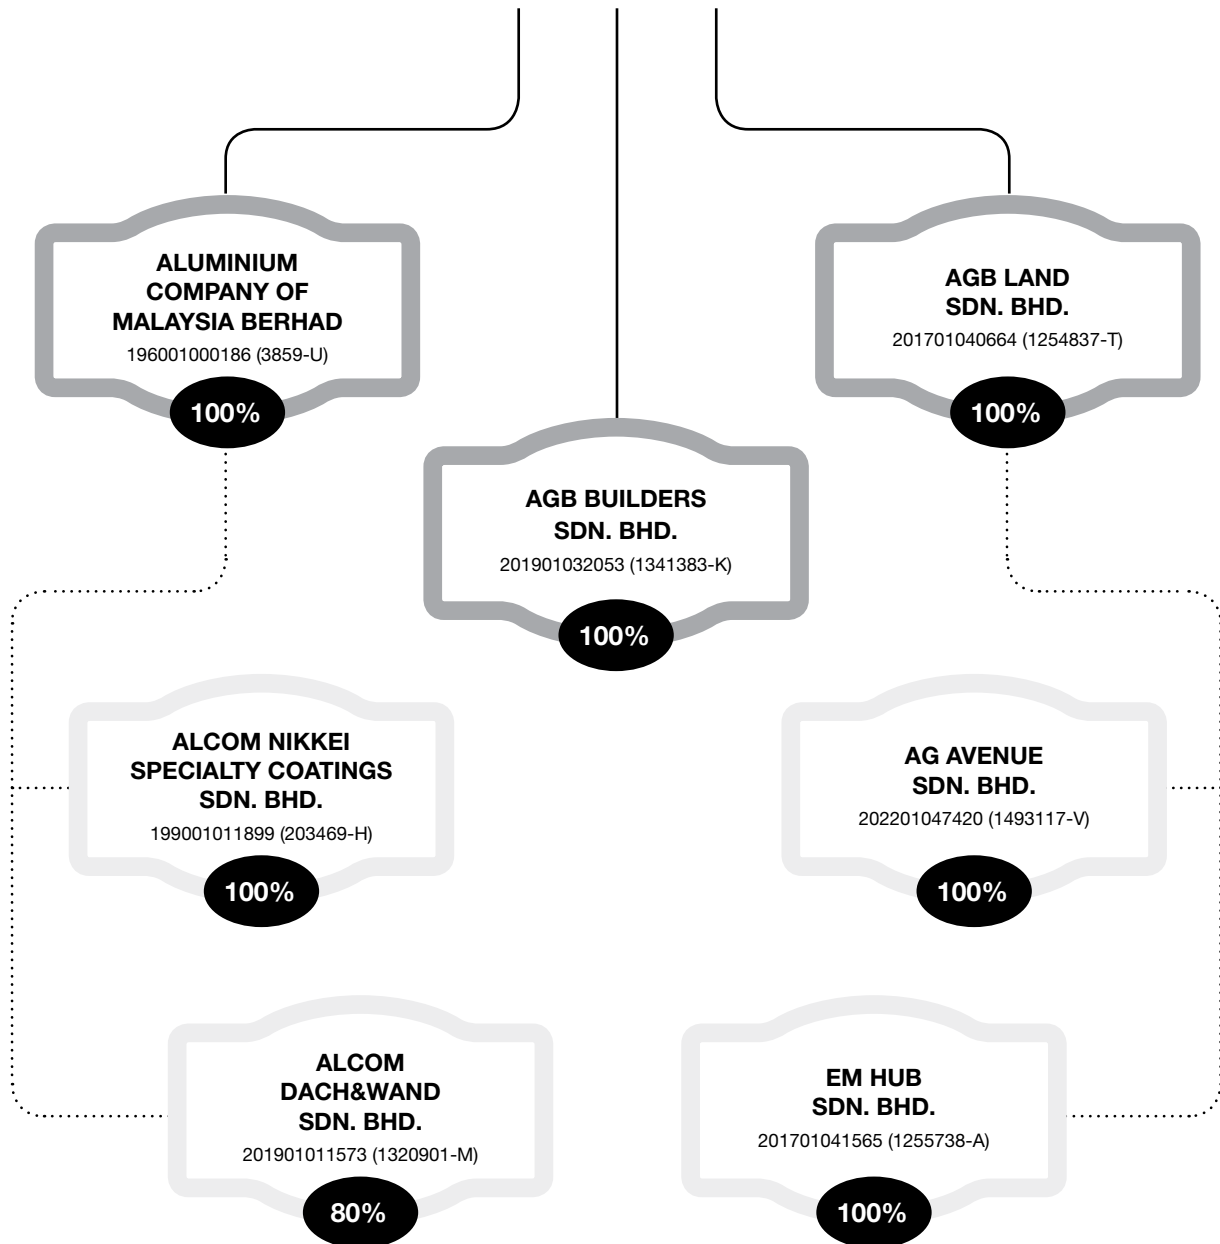 ALUMINIUM
COMPANY OF
MALAYSIA BERHAD
196001000186 (3859-U)
100%
AGB LAND
SDN. BHD.
201701040664 (1254837-T)
100%
AGB BUILDERS
SDN. BHD.
201901032053 (1341383-K)
100%
ALCOM NIKKEI
SPECIALTY COATINGS
SDN. BHD.
199001011899 (203469-H)
100%
AG AVENUE
SDN. BHD.
202201047420 (1493117-V)
100%
ALCOM
DACH&WAND
SDN. BHD.
201901011573 (1320901-M)
80%
EM HUB
SDN. BHD.
201701041565 (1255738-A)
100%